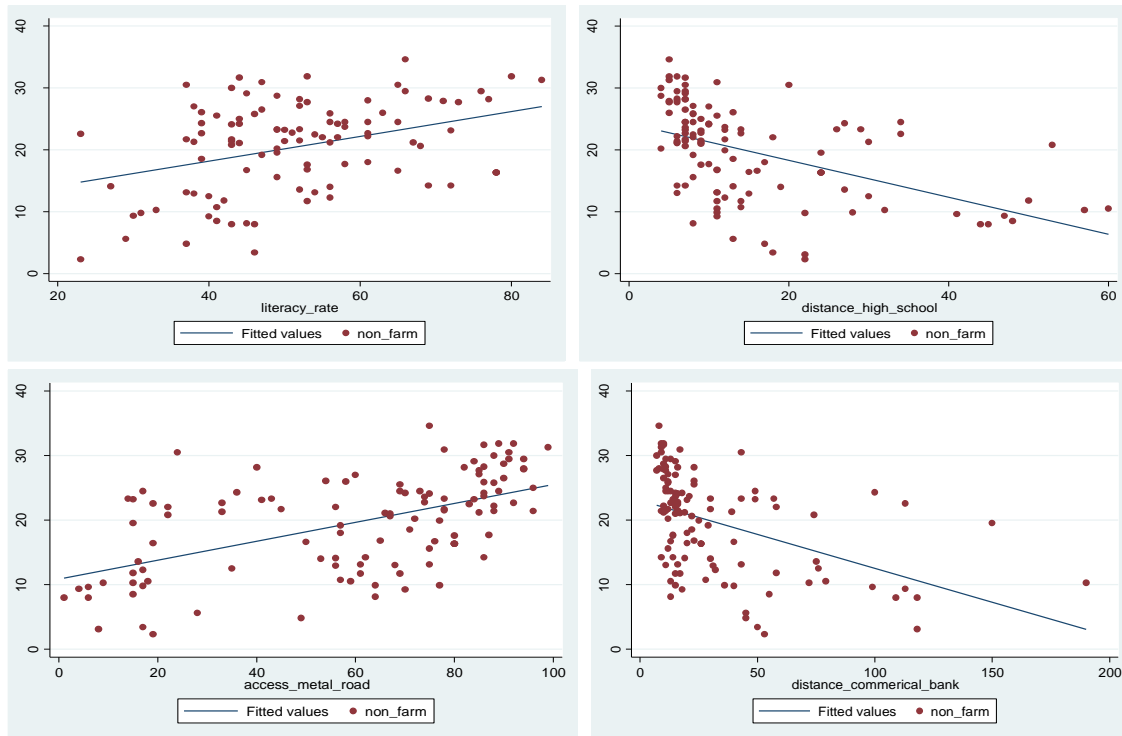 40
30
20
10
0
20 40 60 80
literacy_rate
Fitted values non_farm
40
30
20
10
0
0 20 40 60
distance_high_school
Fitted values non_farm
40
30
20
10
0
0 20 40 60 80 100
access_metal_road
Fitted values non_farm
40
30
20
10
0
0 50 100 150 200
distance_commerical_bank
Fitted values non_farm